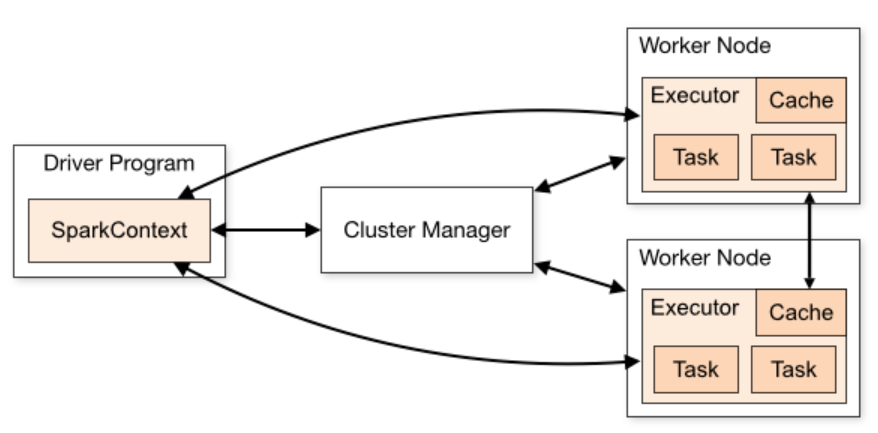 Driver Program
SparkContext
Cluster Manager
Worker Node
Executor
Cache
Task
Task
Worker Node
Executor
Cache
Task
Task